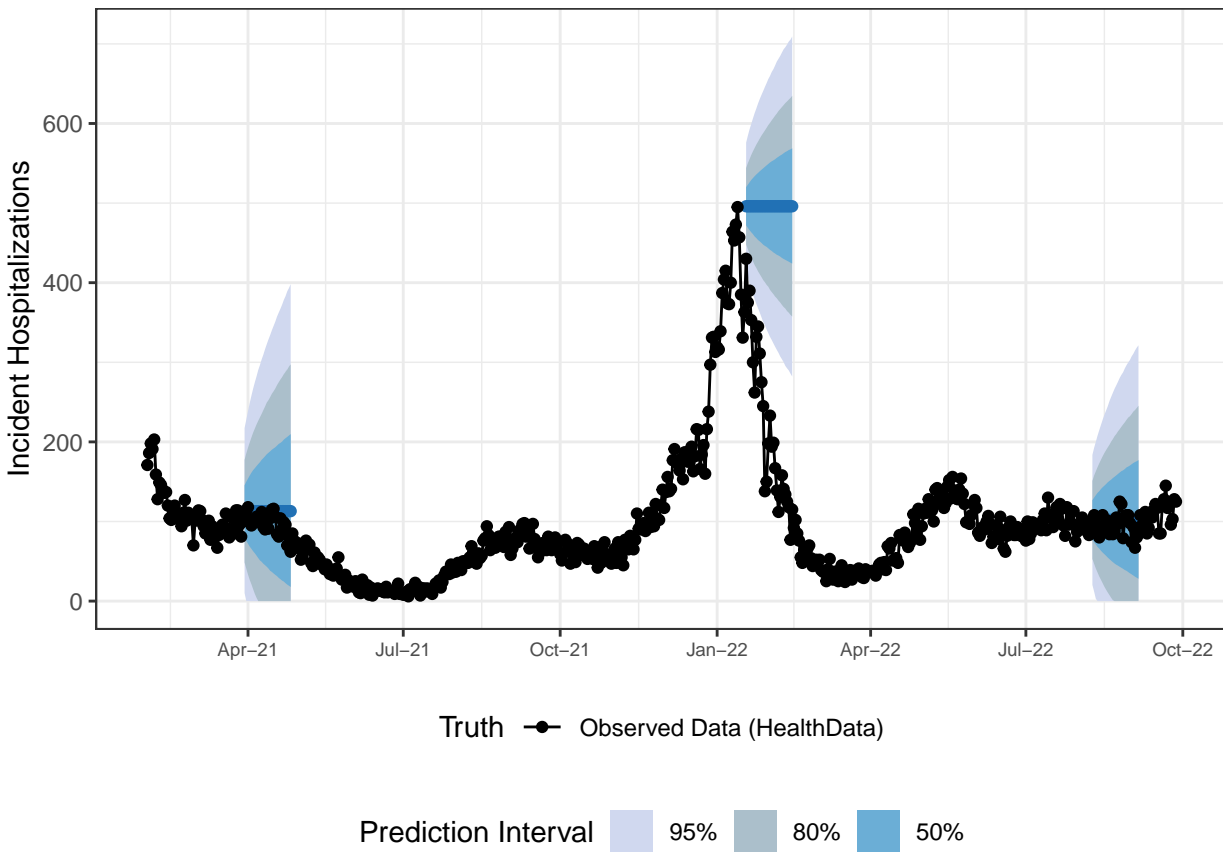 Incident Hospitalizations
600
400
200
0
Apr–21 Jul–21 Oct–21 Jan–22 Apr–22 Jul–22 Oct–22
Truth Observed Data (HealthData)
Prediction Interval 95% 80% 50%